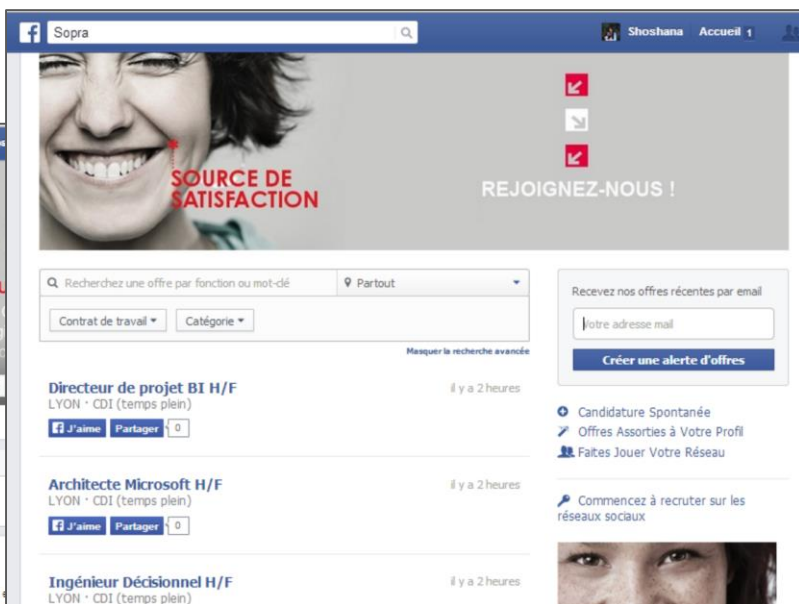 f Sopra
Shoshana Accueil 1
SOURCE DE
SATISFACTION
REJOIGNEZ-NOUS !
Recherchez une offre par fonction ou mot-clé Partout
Contrat de travail Catégorie
Masquer la recherche avancée
Directeur de projet BI H/F il y a 2 heures
LYON · CDI (temps plein)
J'aime Partager 0
Architecte Microsoft H/F il y a 2 heures
LYON · CDI (temps plein)
J'aime Partager 0
Ingénieur Décisionnel H/F il y a 2 heures
LYON · CDI (temps plein)
Recevez nos offres récentes par email
Votre adresse mail
Créer une alerte d'offres
Candidature Spontanée
Offres Assorties à Votre Profil
Faites Jouer Votre Réseau
Commencez à recruter sur les
réseaux sociaux